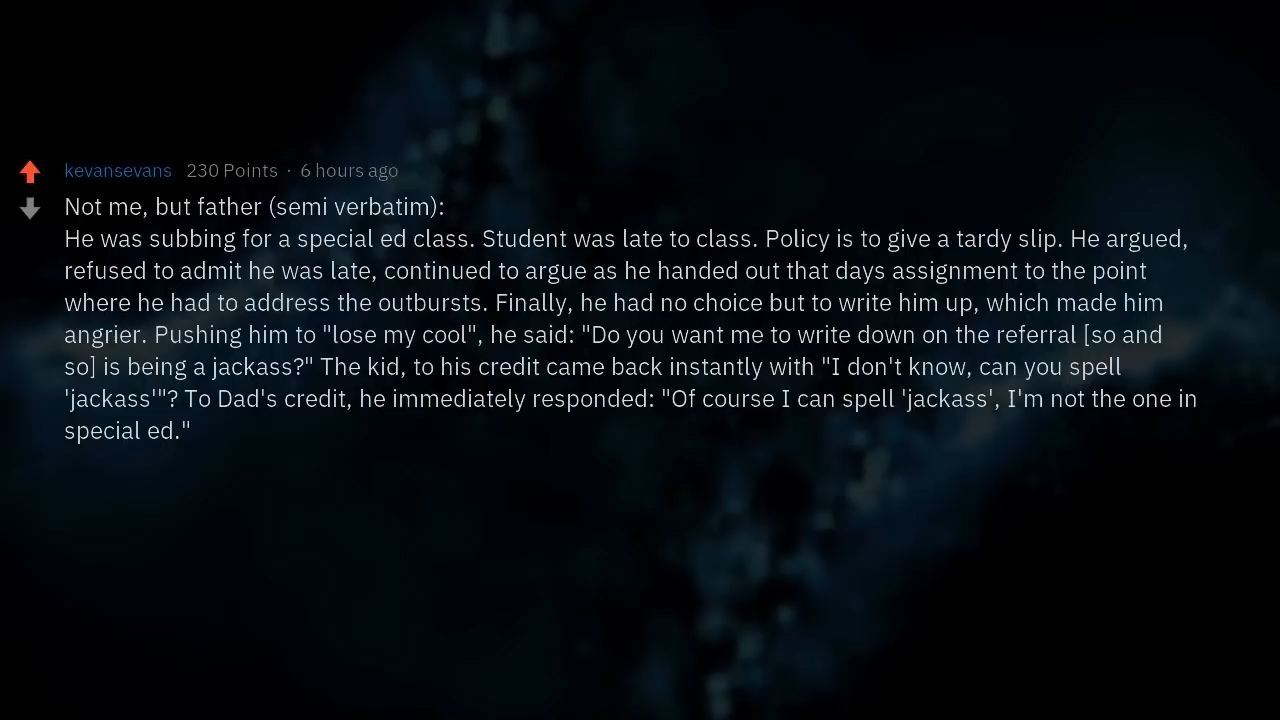 kevansevans 230 Points · 6 hours ago
Not me, but father (semi verbatim):
He was subbing for a special ed class. Student was late to class. Policy is to give a tardy slip. He argued,
refused to admit he was late, continued to argue as he handed out that days assignment to the point
where he had to address the outbursts. Finally, he had no choice but to write him up, which made him
angrier. Pushing him to "lose my cool", he said: "Do you want me to write down on the referral [so and
so] is being a jackass?" The kid, to his credit came back instantly with "I don't know, can you spell
'jackass'"? To Dad's credit, he immediately responded: "Of course I can spell 'jackass', I'm not the one in
special ed."